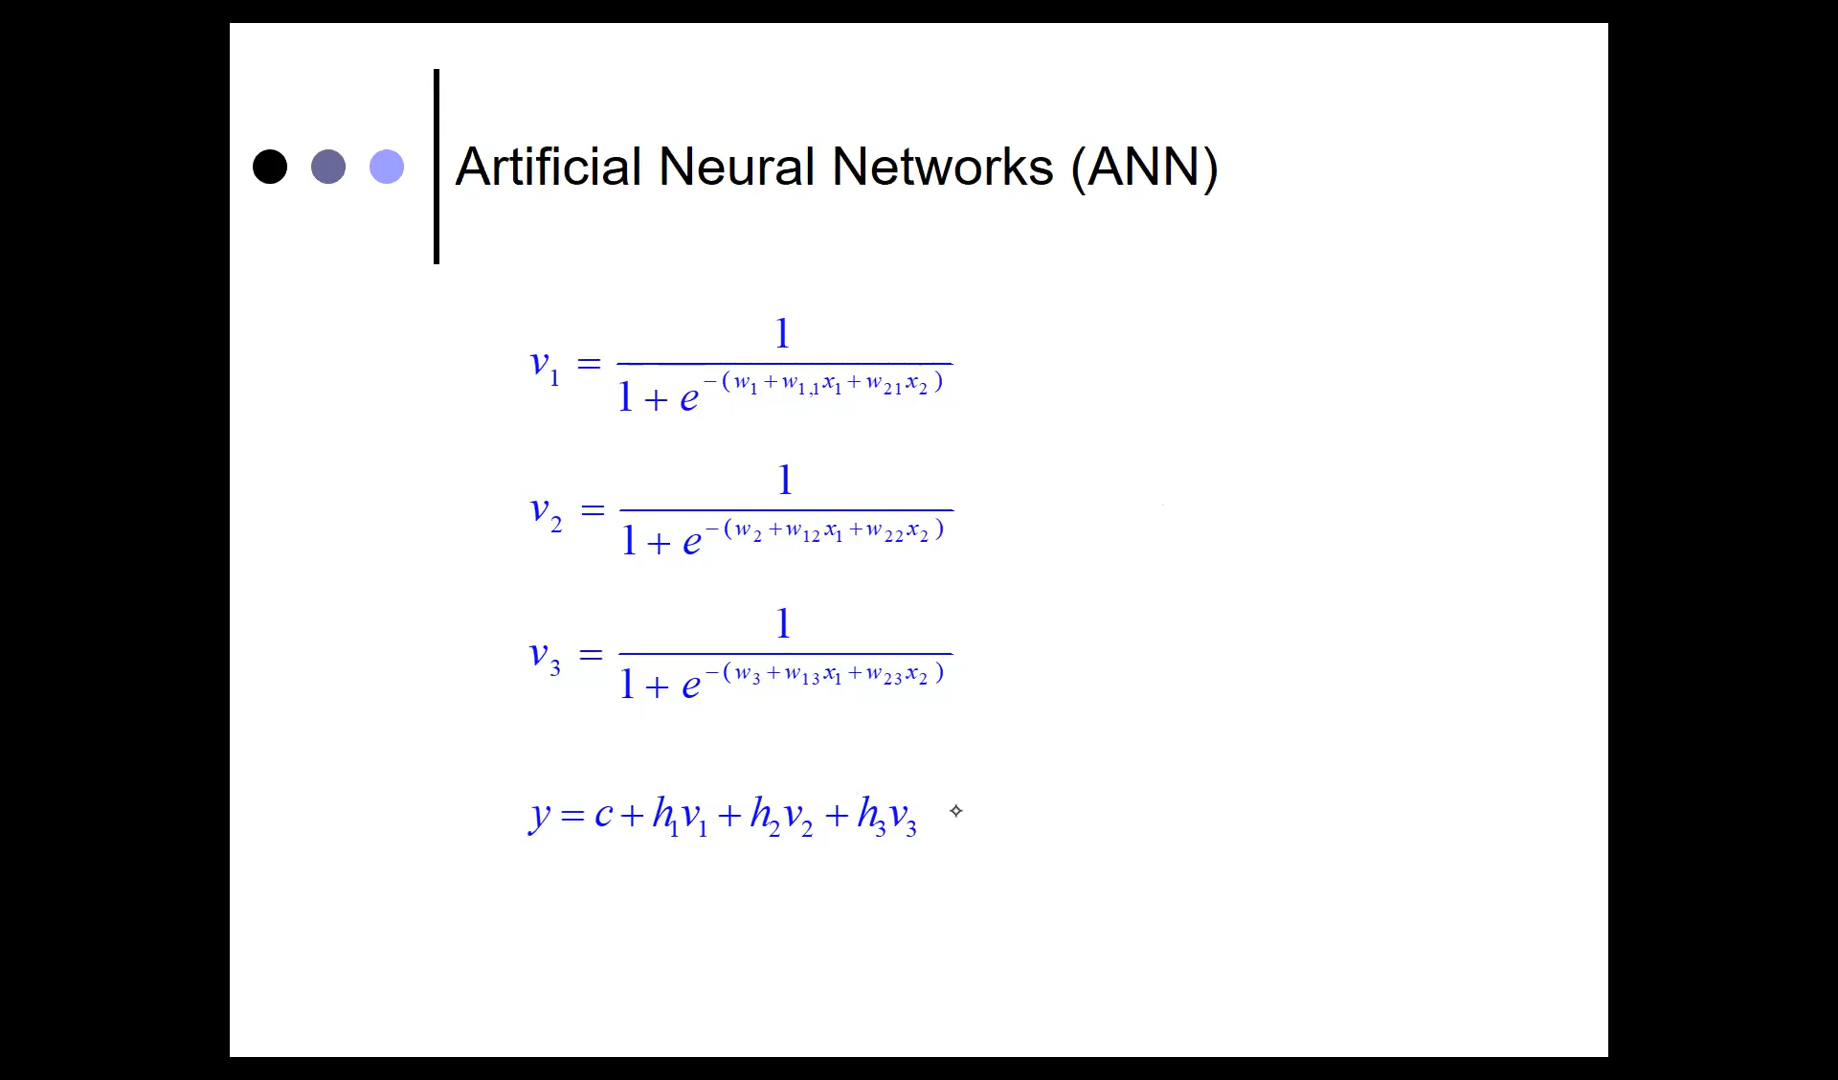 Artificial Neural Networks (ANN)
v₁ = 1 / (1 + e^(-(w₁ + w₁,₁x₁ + w₂₁x₂)))
v₂ = 1 / (1 + e^(-(w₂ + w₁₂x₁ + w₂₂x₂)))
v₃ = 1 / (1 + e^(-(w₃ + w₁₃x₁ + w₂₃x₂)))
y = c + h₁v₁ + h₂v₂ + h₃v₃